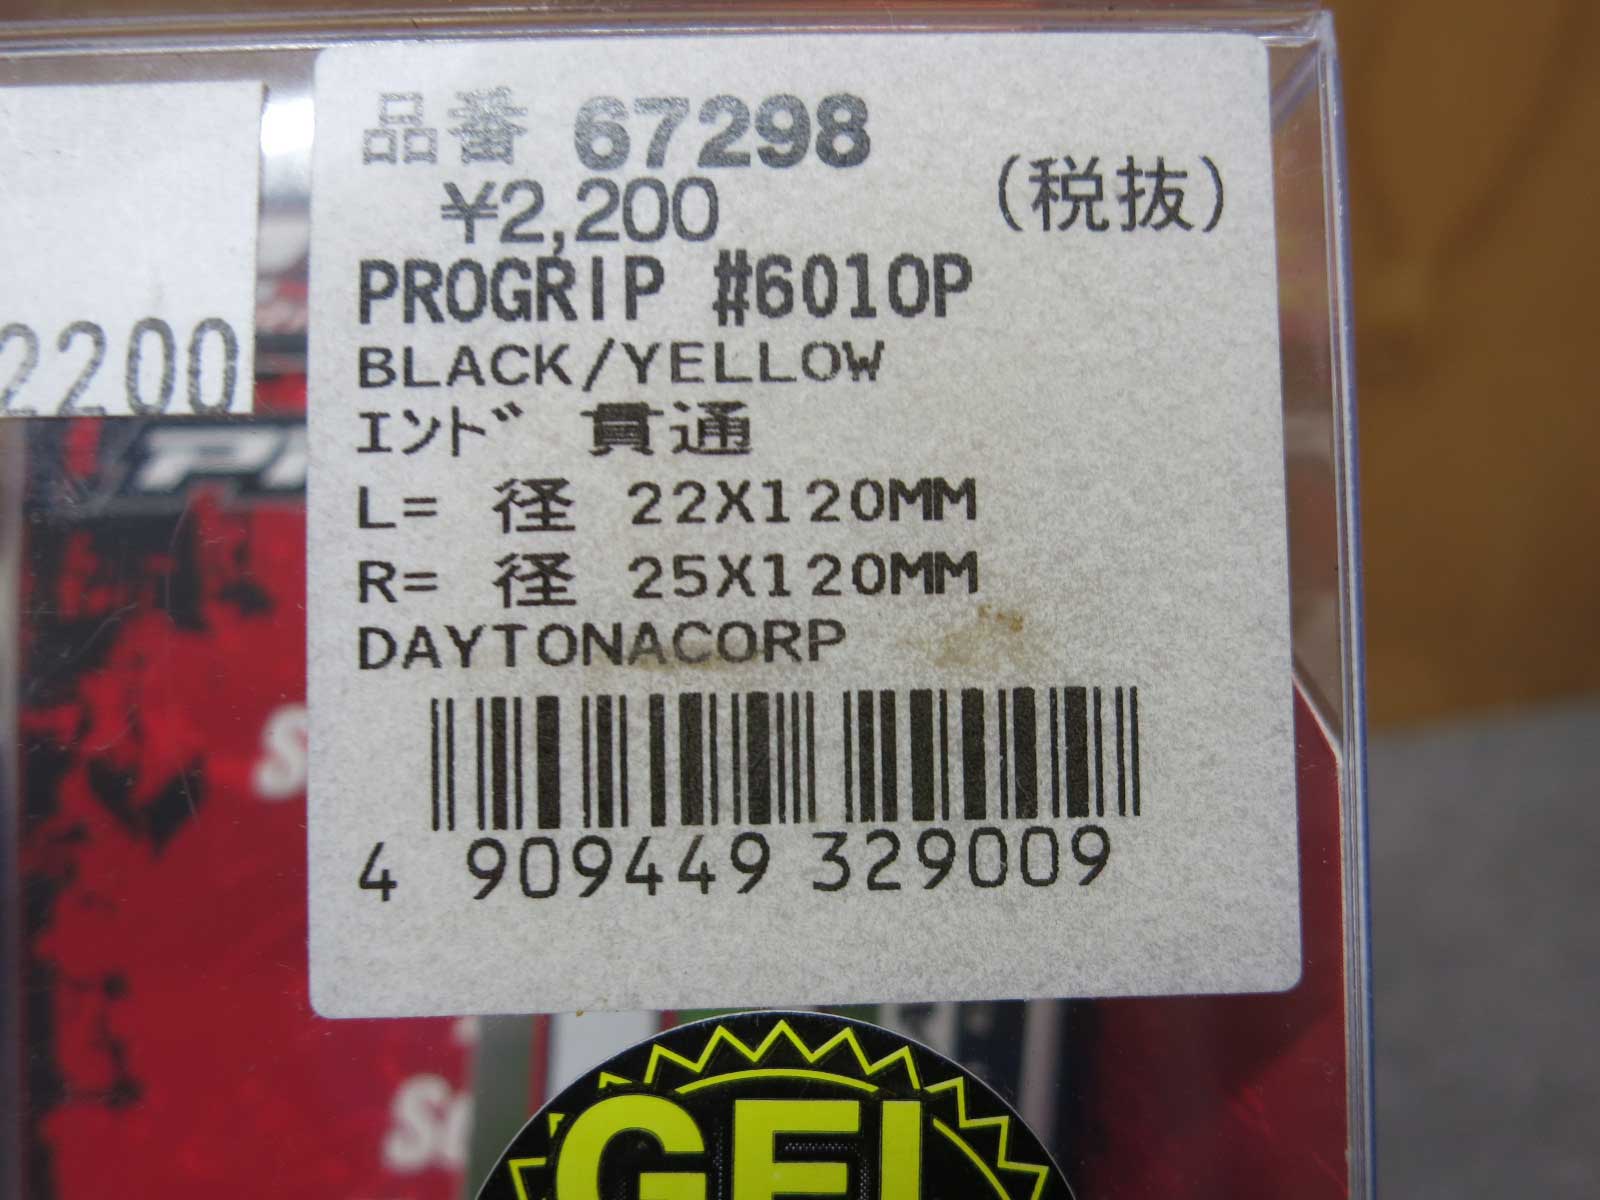 品番 67298
¥2,200 (税抜)
PROGRIP #6010P
BLACK/YELLOW
エンド 貫通
L= 径 22X120MM
R= 径 25X120MM
DAYTONACORP
4 909449 329009
2200
GEL